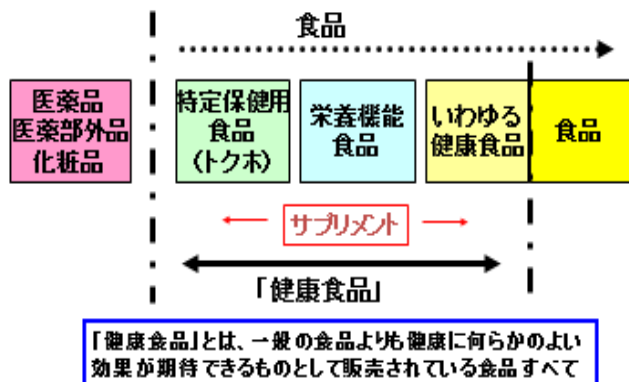 食品
医薬品
医薬部外品
化粧品
特定保健用
食品
(トクホ)
栄養機能
食品
いわゆる
健康食品
食品
サプリメント
「健康食品」
「健康食品」とは、一般の食品よりも健康に何らかのよい
効果が期待できるものとして販売されている食品すべて